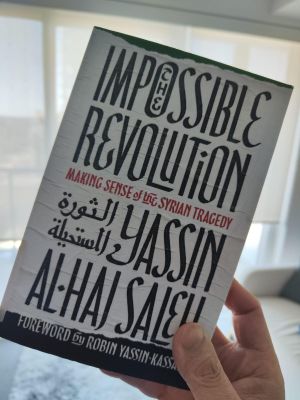 THE
IMPOSSIBLE
REVOLUTION
MAKING SENSE of the SYRIAN TRAGEDY
الثورة
المستحيلة
YASSIN
AL-HAJ SALEH
FOREWORD by ROBIN YASSIN-